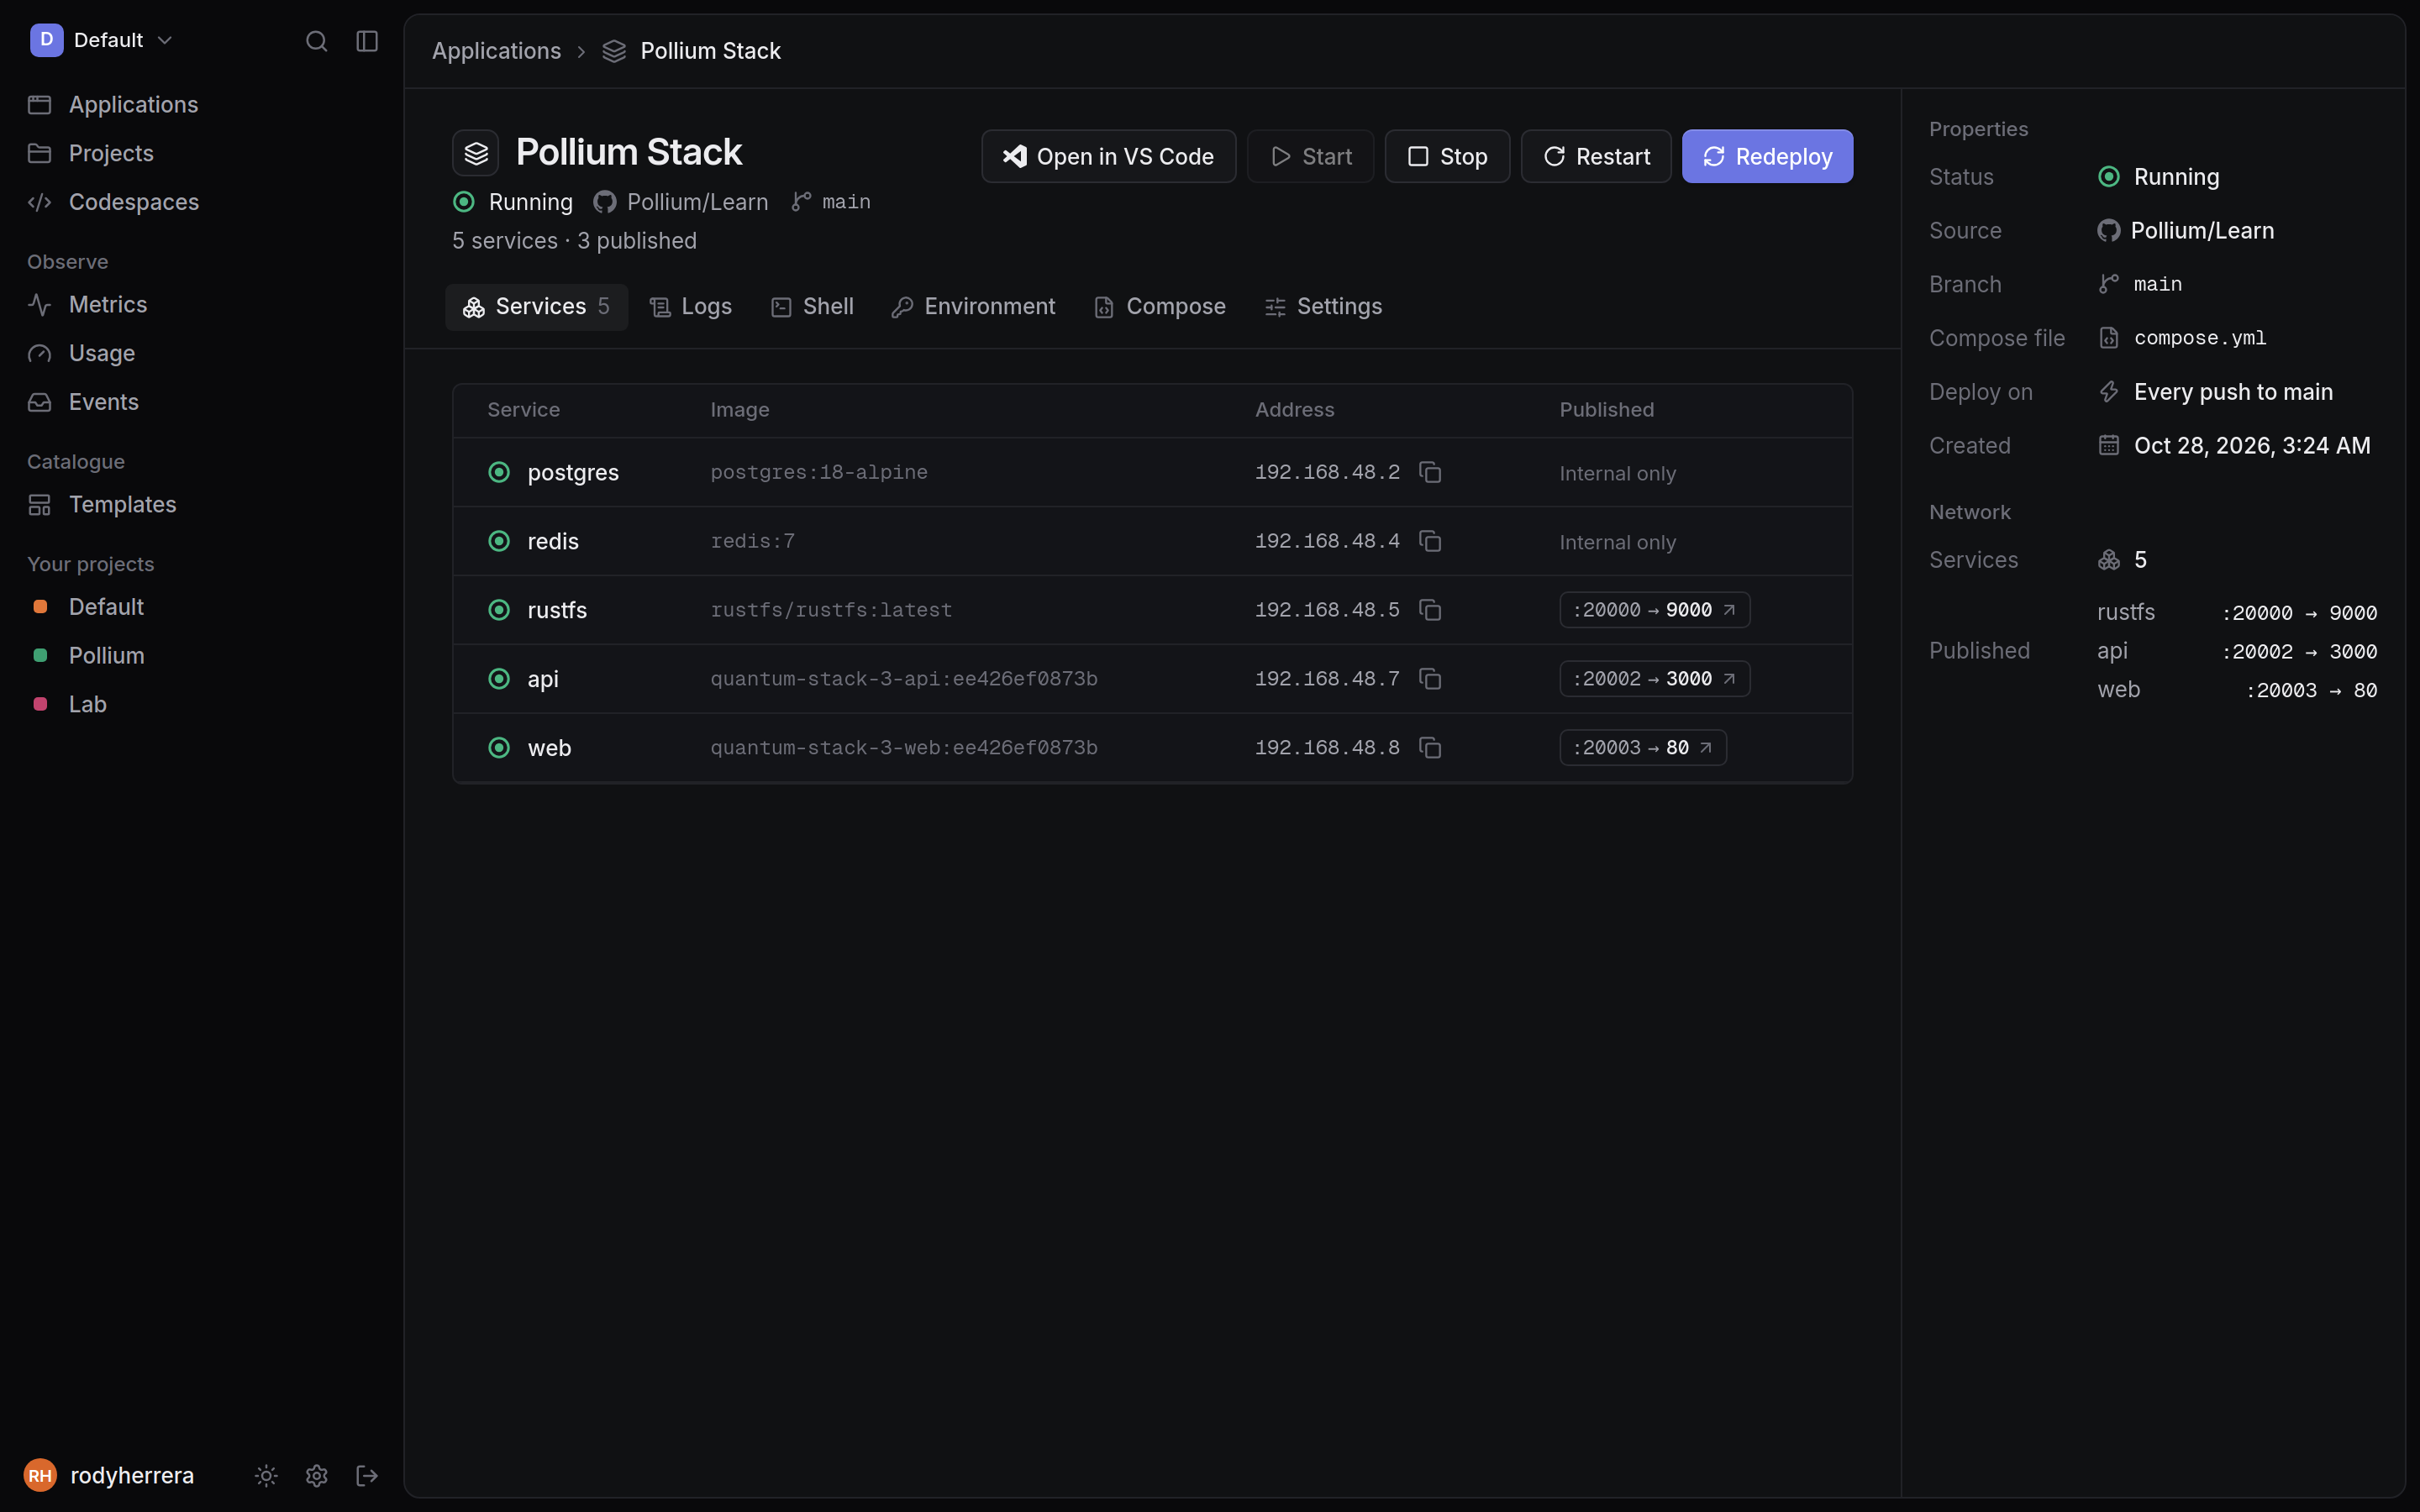 D Default
Applications
Projects
Codespaces
Observe
Metrics
Usage
Events
Catalogue
Templates
Your projects
Default
Pollium
Lab
RH rodyherrera
Applications Pollium Stack
Pollium Stack
Open in VS Code Start Stop Restart Redeploy
Running Pollium/Learn main
5 services · 3 published
Services 5 Logs Shell Environment Compose Settings
Service Image Address Published
postgres postgres:18-alpine 192.168.48.2 Internal only
redis redis:7 192.168.48.4 Internal only
rustfs rustfs/rustfs:latest 192.168.48.5 :20000 → 9000
api quantum-stack-3-api:ee426ef0873b 192.168.48.7 :20002 → 3000
web quantum-stack-3-web:ee426ef0873b 192.168.48.8 :20003 → 80
Properties
Status Running
Source Pollium/Learn
Branch main
Compose file compose.yml
Deploy on Every push to main
Created Oct 28, 2026, 3:24 AM
Network
Services 5
rustfs :20000 → 9000
Published api :20002 → 3000
web :20003 → 80